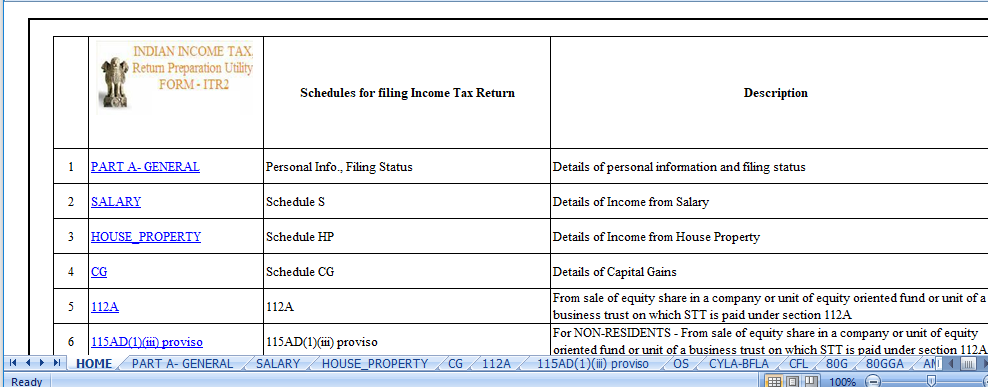 INDIAN INCOME TAX
Return Preparation Utility
FORM - ITR2
Schedules for filing Income Tax Return
Description
1 PART A- GENERAL Personal Info., Filing Status Details of personal information and filing status
2 SALARY Schedule S Details of Income from Salary
3 HOUSE_PROPERTY Schedule HP Details of Income from House Property
4 CG Schedule CG Details of Capital Gains
5 112A 112A From sale of equity share in a company or unit of equity oriented fund or unit of a
business trust on which STT is paid under section 112A
6 115AD(1)(iii) proviso 115AD(1)(iii) proviso For NON-RESIDENTS - From sale of equity share in a company or unit of equity
oriented fund or unit of a business trust on which STT is paid under section 112A
HOME PART A- GENERAL SALARY HOUSE_PROPERTY CG 112A 115AD(1)(iii) proviso OS CYLA-BFLA CFL 80G 80GGA
Ready 100%